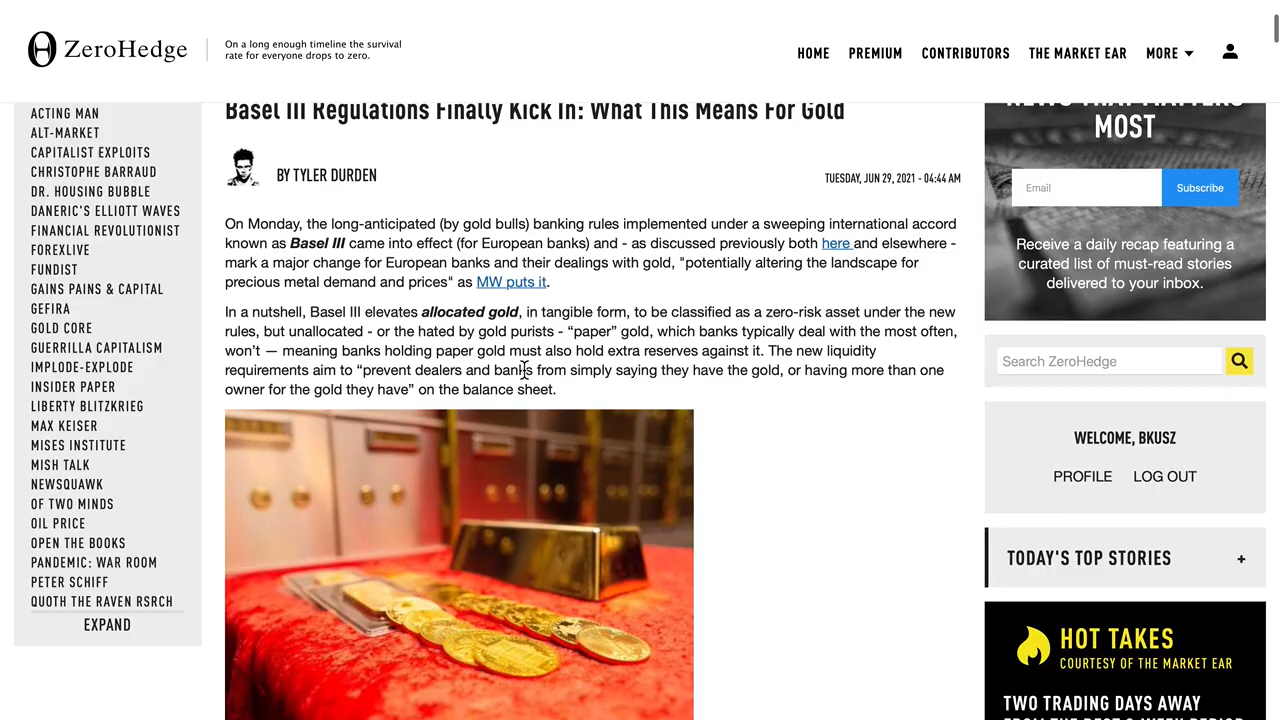 ZeroHedge
On a long enough timeline the survival
rate for everyone drops to zero.
HOME PREMIUM CONTRIBUTORS THE MARKET EAR MORE
ACTING MAN
ALT-MARKET
CAPITALIST EXPLOITS
CHRISTOPHE BARRAUD
DR. HOUSING BUBBLE
DANERIC'S ELLIOTT WAVES
FINANCIAL REVOLUTIONIST
FOREXLIVE
FUNDIST
GAINS PAINS & CAPITAL
GEFIRA
GOLD CORE
GUERRILLA CAPITALISM
IMPLODE-EXPLODE
INSIDER PAPER
LIBERTY BLITZKRIEG
MAX KEISER
MISES INSTITUTE
MISH TALK
NEWSQUAWK
OF TWO MINDS
OIL PRICE
OPEN THE BOOKS
PANDEMIC: WAR ROOM
PETER SCHIFF
QUOTH THE RAVEN RSRCH
EXPAND
Basel III Regulations Finally Kick In: What This Means For Gold
BY TYLER DURDEN
TUESDAY, JUN 29, 2021 - 04:44 AM
On Monday, the long-anticipated (by gold bulls) banking rules implemented under a sweeping international accord
known as Basel III came into effect (for European banks) and - as discussed previously both here and elsewhere -
mark a major change for European banks and their dealings with gold, "potentially altering the landscape for
precious metal demand and prices" as MW puts it.
In a nutshell, Basel III elevates allocated gold, in tangible form, to be classified as a zero-risk asset under the new
rules, but unallocated - or the hated by gold purists - “paper” gold, which banks typically deal with the most often,
won’t — meaning banks holding paper gold must also hold extra reserves against it. The new liquidity
requirements aim to “prevent dealers and banks from simply saying they have the gold, or having more than one
owner for the gold they have” on the balance sheet.
NEWS THAT MATTERS
MOST
Email
Subscribe
Receive a daily recap featuring a
curated list of must-read stories
delivered to your inbox.
Search ZeroHedge
WELCOME, BKUSZ
PROFILE LOG OUT
TODAY'S TOP STORIES +
HOT TAKES
COURTESY OF THE MARKET EAR
TWO TRADING DAYS AWAY